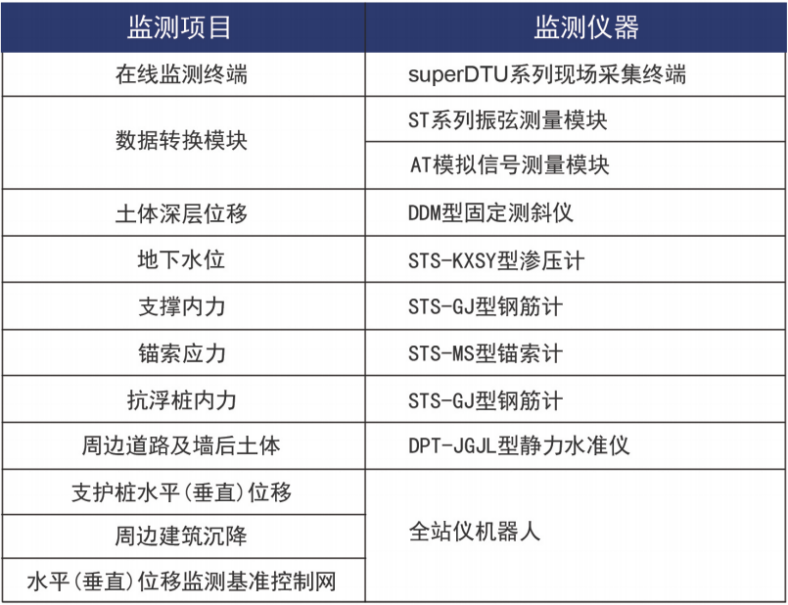 监测项目 监测仪器
在线监测终端 superDTU系列现场采集终端
数据转换模块 ST系列振弦测量模块
AT模拟信号测量模块
土体深层位移 DDM型固定测斜仪
地下水位 STS-KXSY型渗压计
支撑内力 STS-GJ型钢筋计
锚索应力 STS-MS型锚索计
抗浮桩内力 STS-GJ型钢筋计
周边道路及墙后土体 DPT-JGJL型静力水准仪
支护桩水平(垂直)位移 全站仪机器人
周边建筑沉降
水平(垂直)位移监测基准控制网